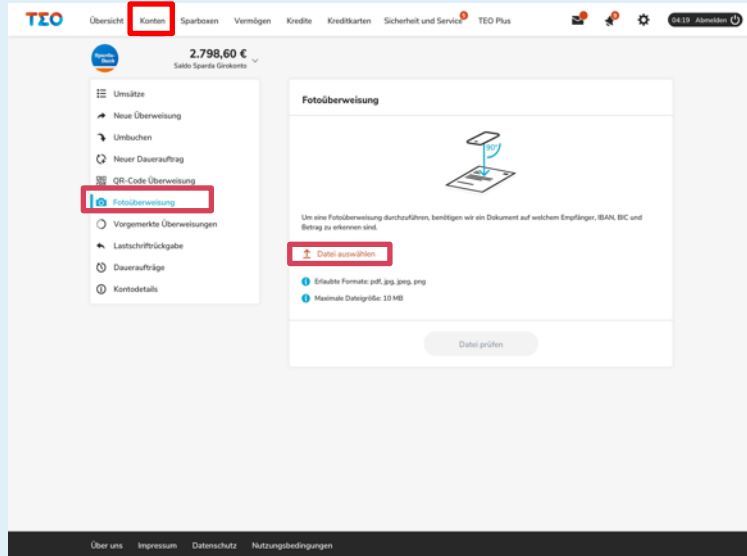 TEO
Übersicht Konten Sparboxen Vermögen Kredite Kreditkarten Sicherheit und Service TEO Plus 04:19 Abmelden
Sparda-Bank
2.798,60 €
Saldo Sparda Girokonto
Umsätze
Neue Überweisung
Umbuchen
Neuer Dauerauftrag
QR-Code Überweisung
Fotoüberweisung
Vorgemerkte Überweisungen
Lastschriftrückgabe
Daueraufträge
Kontodetails
Fotoüberweisung
90°
Um eine Fotoüberweisung durchzuführen, benötigen wir ein Dokument auf welchem Empfänger, IBAN, BIC und
Betrag zu erkennen sind.
Datei auswählen
Erlaubte Formate: pdf, jpg, jpeg, png
Maximale Dateigröße: 10 MB
Datei prüfen
Über uns Impressum Datenschutz Nutzungsbedingungen